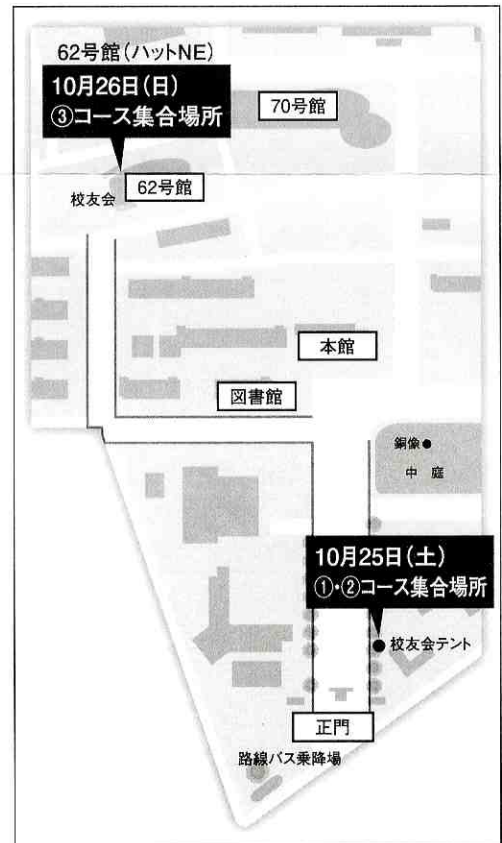 62号館(ハットNE)
10月26日(日)
③コース集合場所
70号館
校友会
62号館
本館
図書館
銅像
中庭
10月25日(土)
①・②コース集合場所
校友会テント
正門
路線バス乗降場